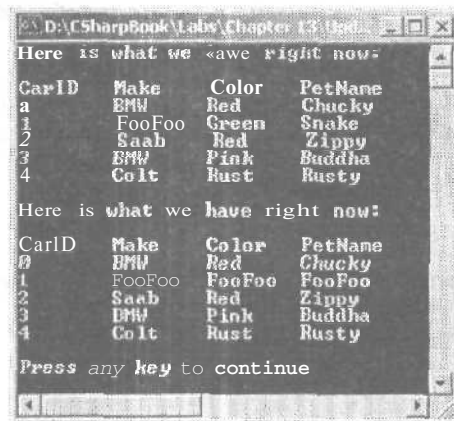 D:\CSharpBook\Labs\Chapter 13
Here is what we «awe right now:
CarID Make Color PetName
a BMW Red Chucky
1 FooFoo Green Snake
2 Saab Red Zippy
3 BMW Pink Buddha
4 Colt Rust Rusty
Here is what we have right now:
CarID Make Color PetName
0 BMW Red Chucky
1 FooFoo FooFoo FooFoo
2 Saab Red Zippy
3 BMW Pink Buddha
4 Colt Rust Rusty
Press any key to continue